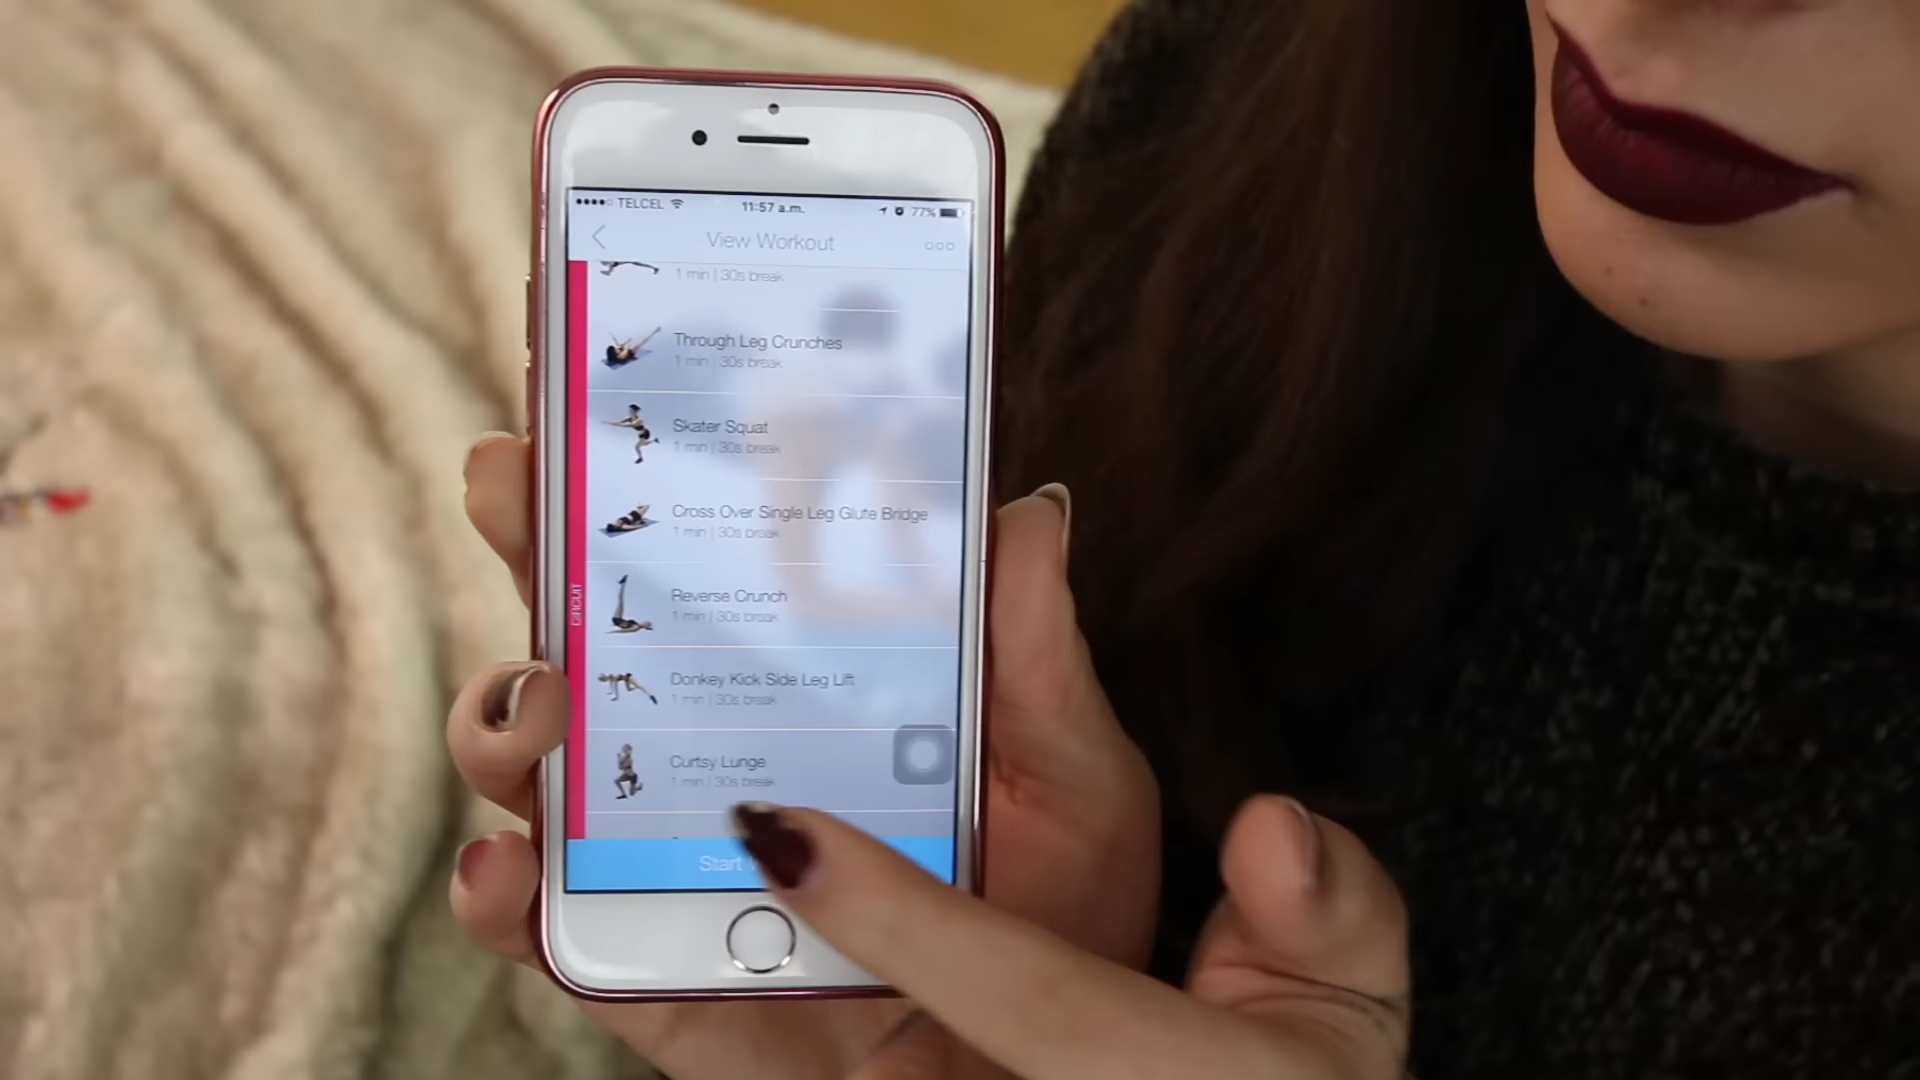 TELCEL 11:57 a.m. 77%
View Workout
1 min | 30s break
Through Leg Crunches
1 min | 30s break
Skater Squat
1 min | 30s break
Cross Over Single Leg Glute Bridge
1 min | 30s break
CIRCUIT
Reverse Crunch
1 min | 30s break
Donkey Kick Side Leg Lift
1 min | 30s break
Curtsy Lunge
1 min | 30s break
Start